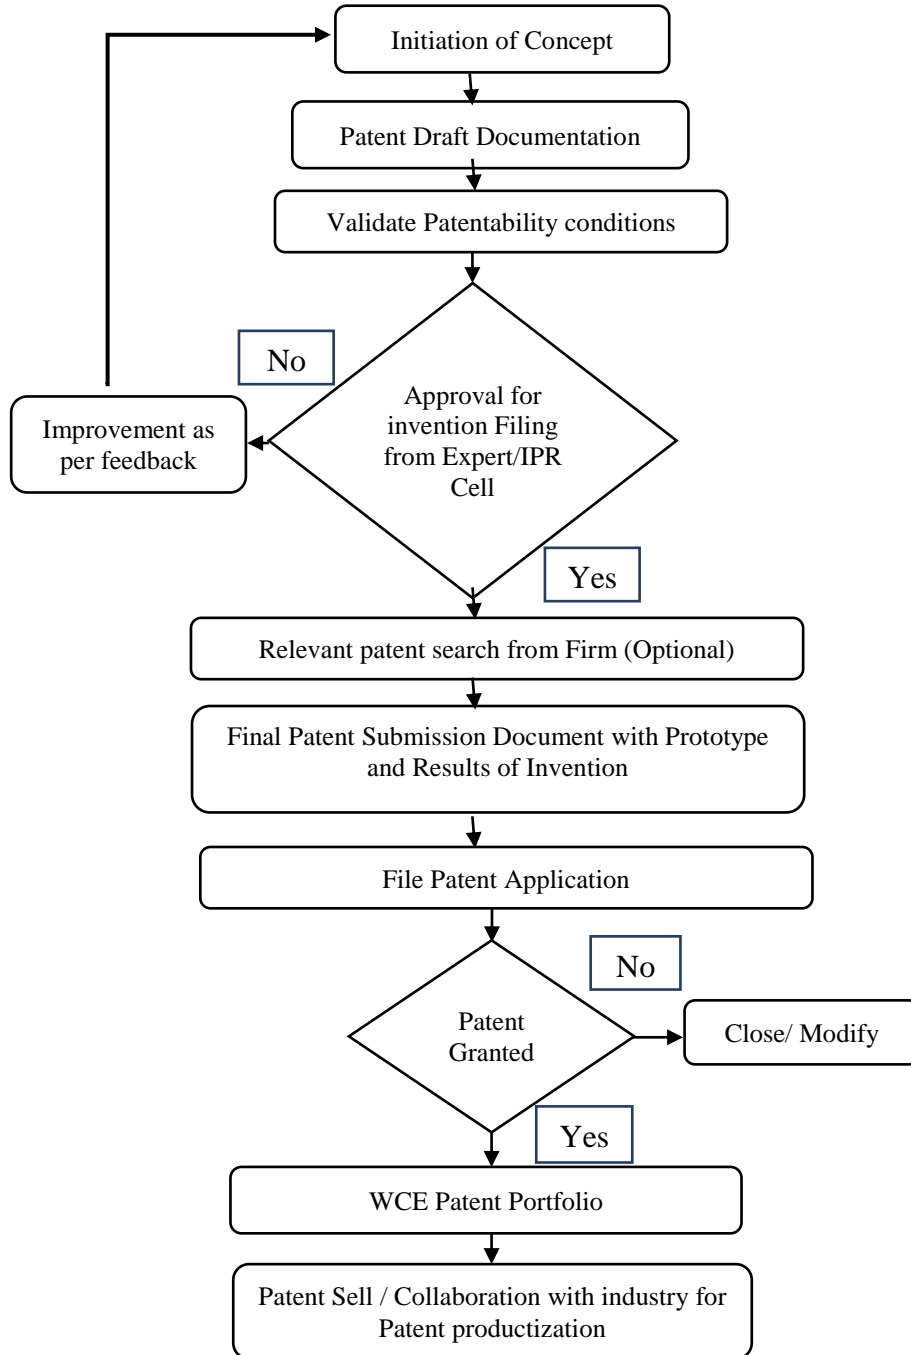 Initiation of Concept
Patent Draft Documentation
Validate Patentability conditions
No
Approval for
invention Filing
from Expert/IPR
Cell
Improvement as
per feedback
Yes
Relevant patent search from Firm (Optional)
Final Patent Submission Document with Prototype
and Results of Invention
File Patent Application
No
Patent
Granted
Close/ Modify
Yes
WCE Patent Portfolio
Patent Sell / Collaboration with industry for
Patent productization